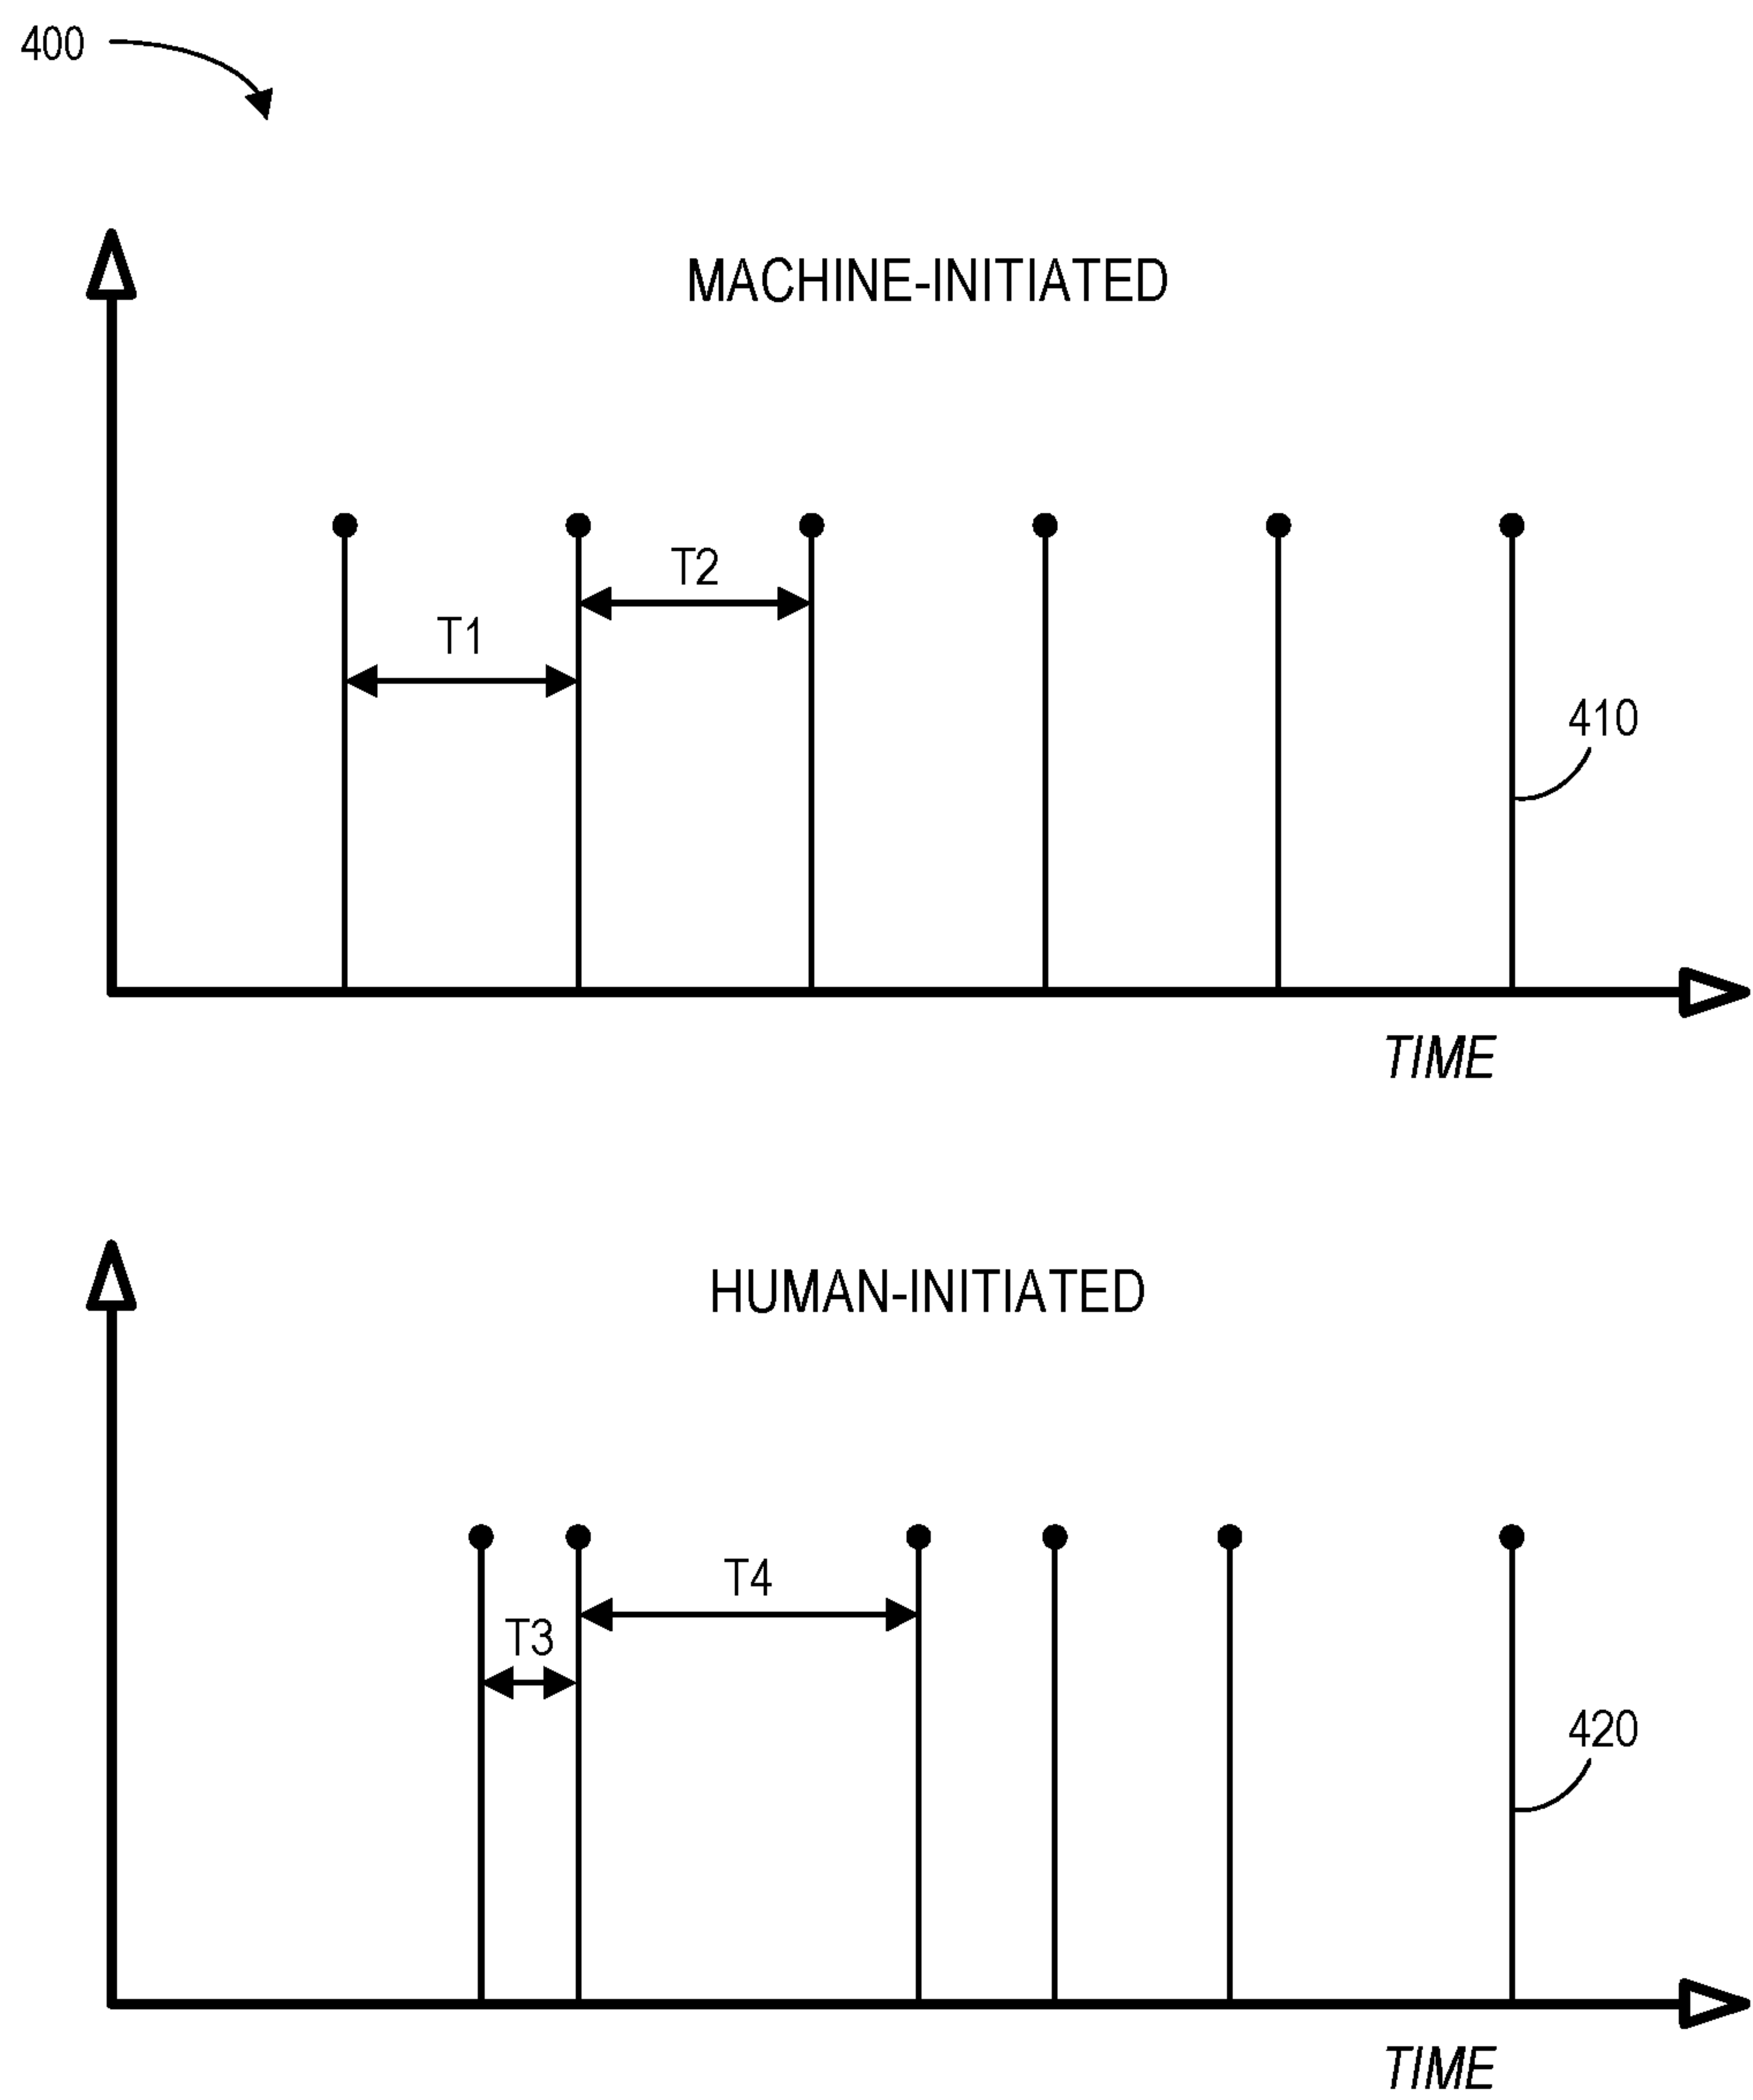 400
MACHINE-INITIATED
T2
T1
410
TIME
HUMAN-INITIATED
T4
T3
420
TIME